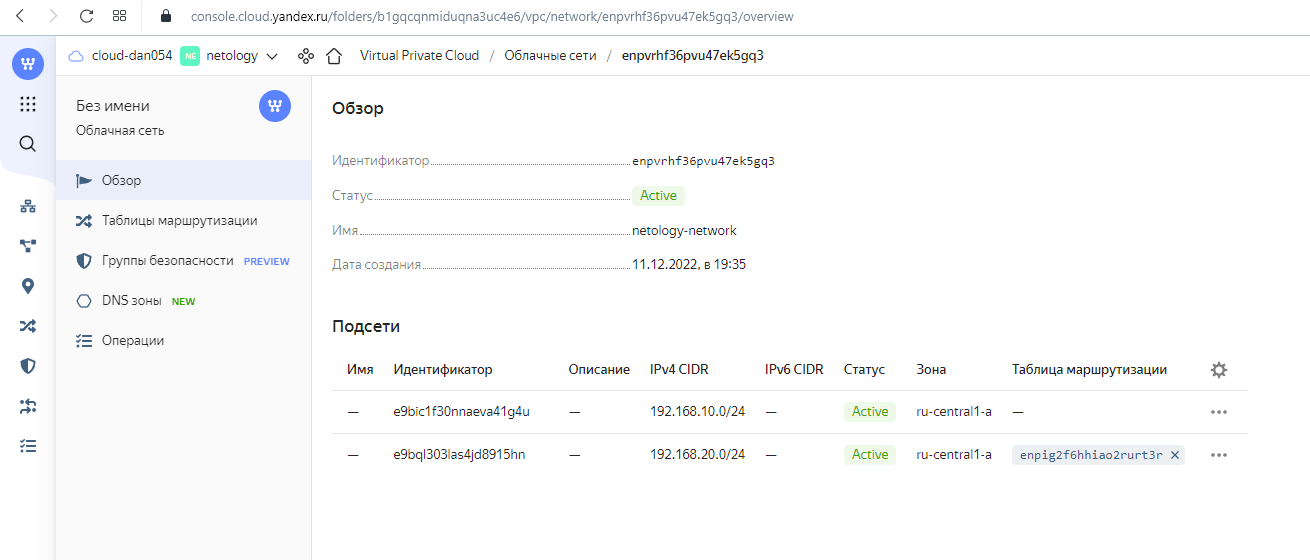 console.cloud.yandex.ru/folders/b1gqcqnmiduqna3uc4e6/vpc/network/enpvrhf36pvu47ek5gq3/overview
cloud-dan054 NE netology Virtual Private Cloud / Облачные сети / enpvrhf36pvu47ek5gq3
Без имени
Облачная сеть
Обзор
Таблицы маршрутизации
Группы безопасности PREVIEW
DNS зоны NEW
Операции
Обзор
Идентификатор enpvrhf36pvu47ek5gq3
Статус Active
Имя netology-network
Дата создания 11.12.2022, в 19:35
Подсети
Имя Идентификатор Описание IPv4 CIDR IPv6 CIDR Статус Зона Таблица маршрутизации
— e9bic1f30nnaeva41g4u — 192.168.10.0/24 — Active ru-central1-a —
— e9bql303las4jd8915hn — 192.168.20.0/24 — Active ru-central1-a enpig2f6hhiao2rurt3r ×